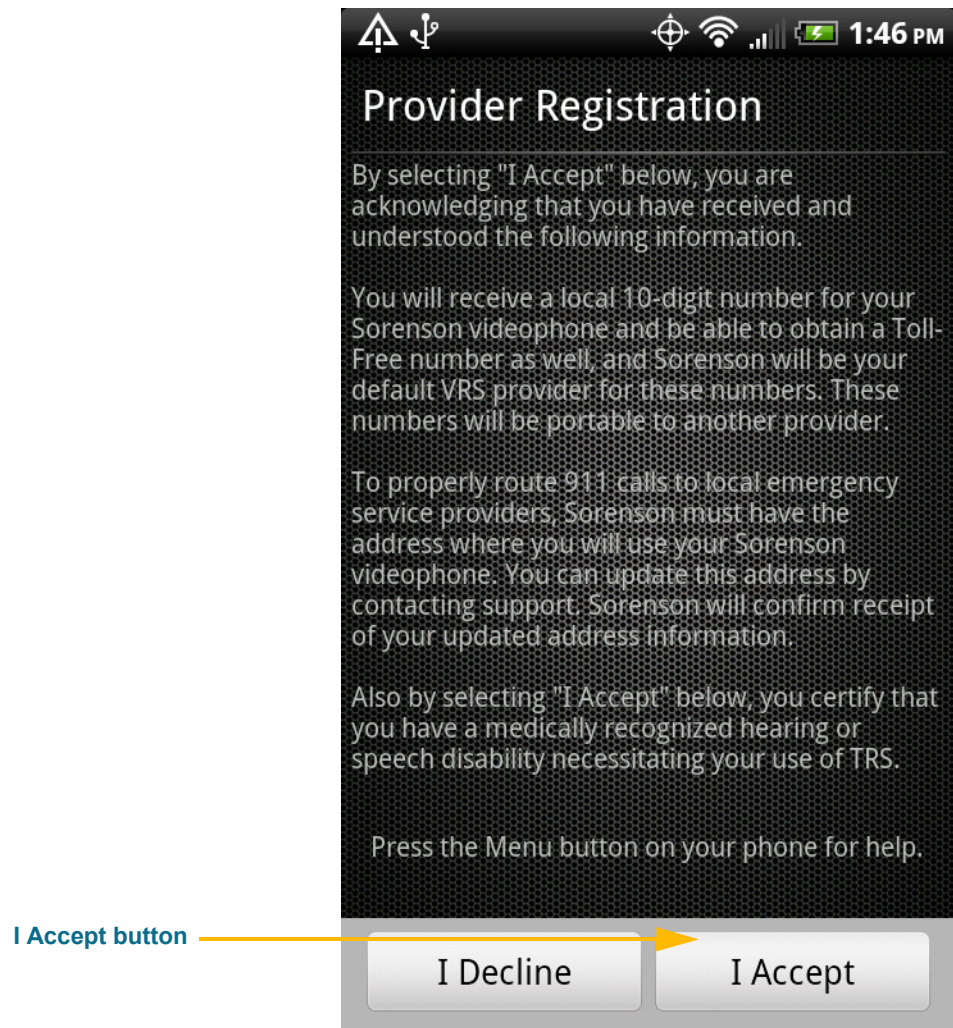 1:46 PM
Provider Registration
By selecting "I Accept" below, you are
acknowledging that you have received and
understood the following information.
You will receive a local 10-digit number for your
Sorenson videophone and be able to obtain a Toll-
Free number as well, and Sorenson will be your
default VRS provider for these numbers. These
numbers will be portable to another provider.
To properly route 911 calls to local emergency
service providers, Sorenson must have the
address where you will use your Sorenson
videophone. You can update this address by
contacting support. Sorenson will confirm receipt
of your updated address information.
Also by selecting "I Accept" below, you certify that
you have a medically recognized hearing or
speech disability necessitating your use of TRS.
Press the Menu button on your phone for help.
I Accept button
I Decline
I Accept